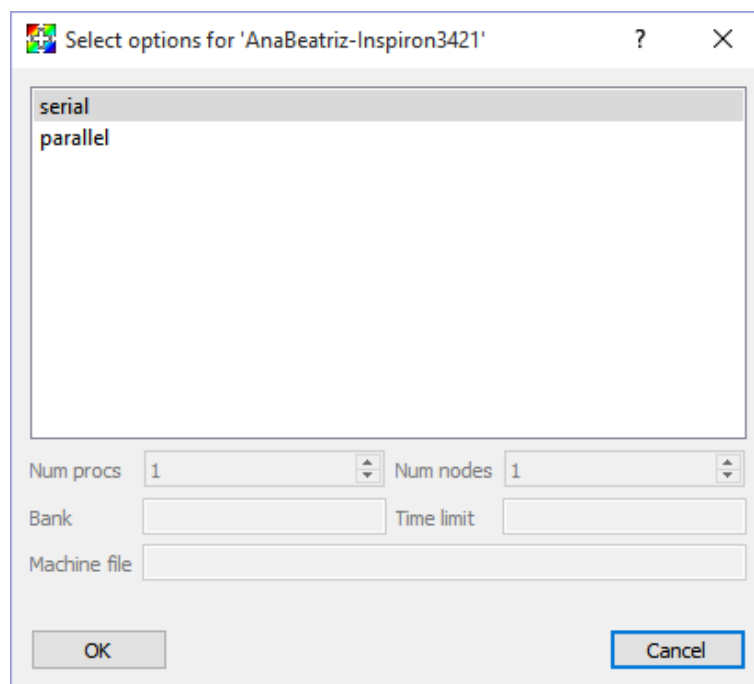 Select options for 'AnaBeatriz-Inspiron3421' ?
serial
parallel
Num procs 1 Num nodes 1
Bank Time limit
Machine file
OK Cancel